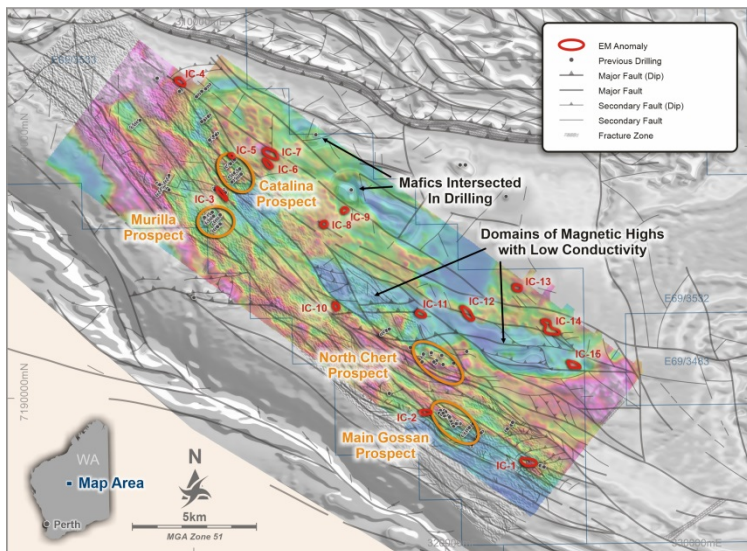 310000mE
E69/3533
IC-4
EM Anomaly
Previous Drilling
Major Fault (Dip)
Major Fault
Secondary Fault (Dip)
Secondary Fault
Fracture Zone
IC-5
IC-7
IC-6
Catalina
Prospect
Mafics Intersected
In Drilling
IC-3
Murilla
Prospect
IC-9
IC-8
Domains of Magnetic Highs
with Low Conductivity
IC-13
IC-10
IC-11
IC-12
E69/3532
IC-14
North Chert
Prospect
IC-15
E69/3483
7190000mN
IC-2
Main Gossan
Prospect
IC-1
WA
Map Area
Perth
N
5km
MGA Zone 51